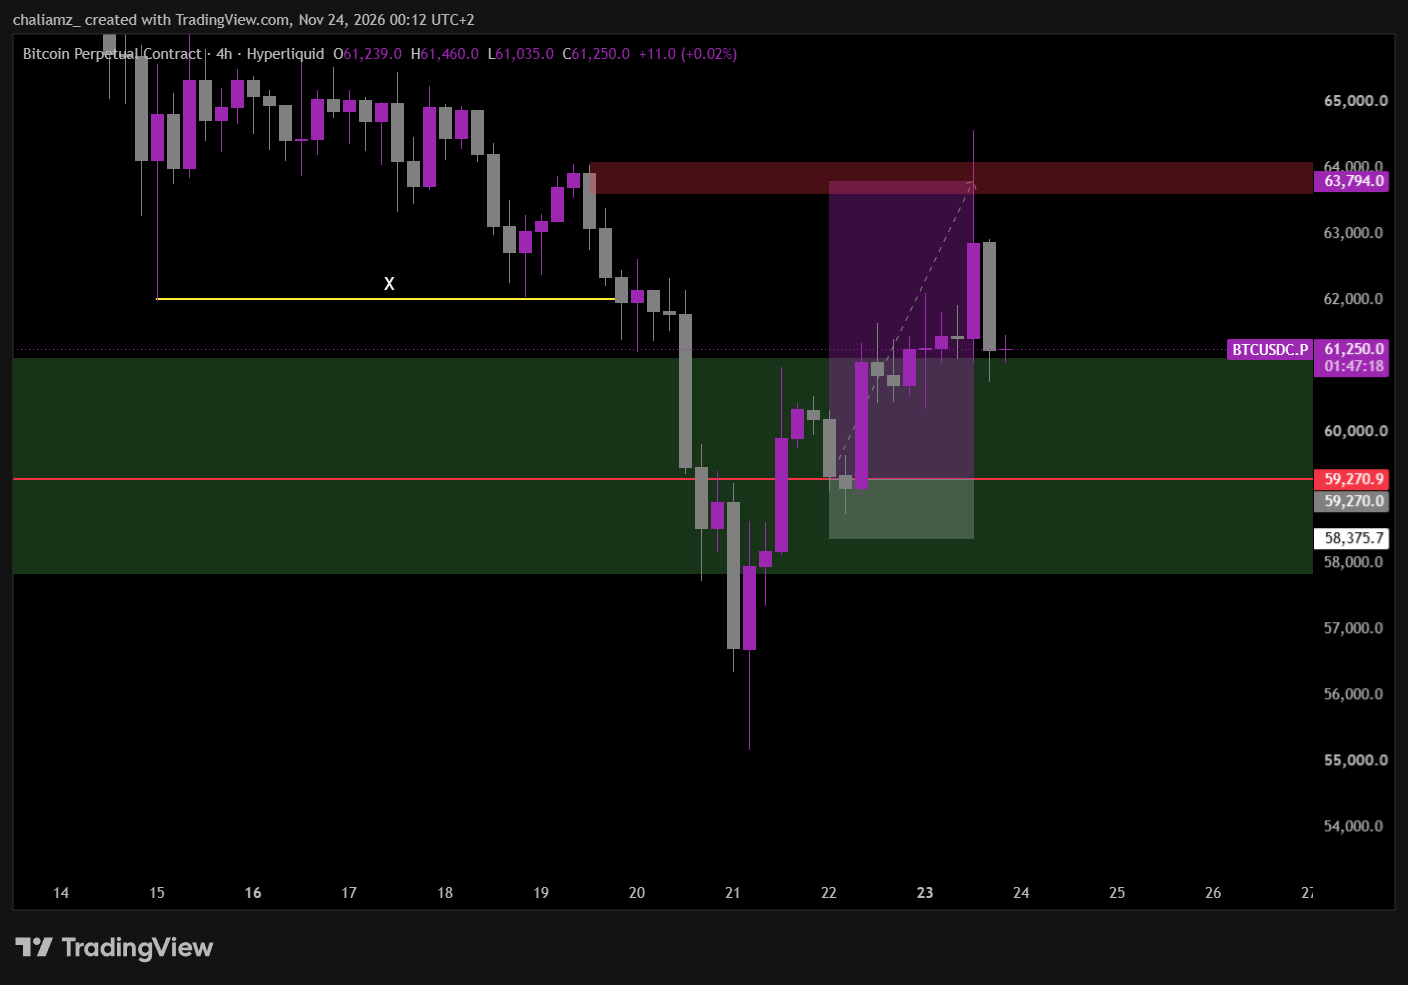 chaliamz_ created with TradingView.com, Nov 24, 2026 00:12 UTC+2
Bitcoin Perpetual Contract · 4h · Hyperliquid O61,239.0 H61,460.0 L61,035.0 C61,250.0 +11.0 (+0.02%)
65,000.0
64,000.0
63,794.0
63,000.0
X
62,000.0
BTCUSDC.P 61,250.0
01:47:18
60,000.0
59,270.9
59,270.0
58,375.7
58,000.0
57,000.0
56,000.0
55,000.0
54,000.0
14 15 16 17 18 19 20 21 22 23 24 25 26 27
TradingView